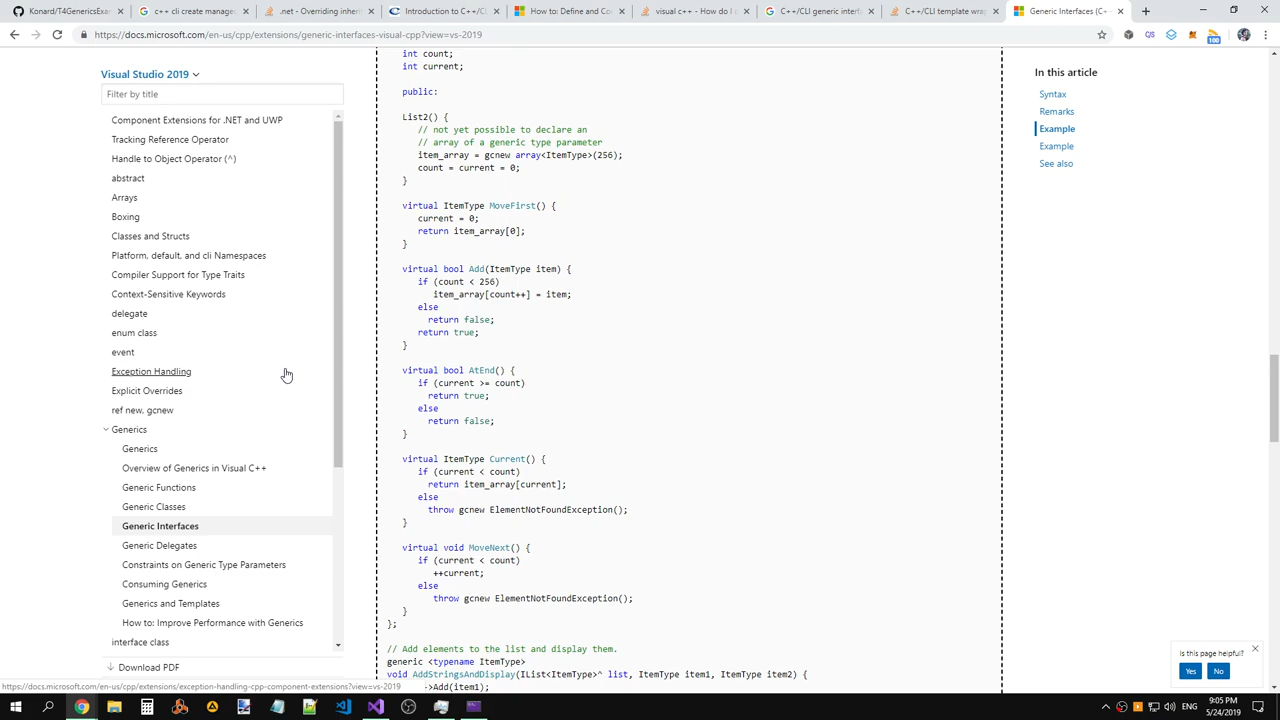 Konard/T4GenericsExam
c++ cli create manage
.net - Overriding inheri
Introduction to C++/CL
How to: Define and Co
visual c++ - How do I 
C++/CLI generic interfa
C++/CLI template wrap
Generic Interfaces (C+
https://docs.microsoft.com/en-us/cpp/extensions/generic-interfaces-visual-cpp?view=vs-2019
Visual Studio 2019
Filter by title
Component Extensions for .NET and UWP
Tracking Reference Operator
Handle to Object Operator (^)
abstract
Arrays
Boxing
Classes and Structs
Platform, default, and cli Namespaces
Compiler Support for Type Traits
Context-Sensitive Keywords
delegate
enum class
event
Exception Handling
Explicit Overrides
ref new, gcnew
Generics
Generics
Overview of Generics in Visual C++
Generic Functions
Generic Classes
Generic Interfaces
Generic Delegates
Constraints on Generic Type Parameters
Consuming Generics
Generics and Templates
How to: Improve Performance with Generics
interface class
Download PDF
int count;
int current;
public:
List2() {
// not yet possible to declare an
// array of a generic type parameter
item_array = gcnew array<ItemType>(256);
count = current = 0;
}
virtual ItemType MoveFirst() {
current = 0;
return item_array[0];
}
virtual bool Add(ItemType item) {
if (count < 256)
item_array[count++] = item;
else
return false;
return true;
}
virtual bool AtEnd() {
if (current >= count)
return true;
else
return false;
}
virtual ItemType Current() {
if (current < count)
return item_array[current];
else
throw gcnew ElementNotFoundException();
}
virtual void MoveNext() {
if (current < count)
++current;
else
throw gcnew ElementNotFoundException();
}
};
// Add elements to the list and display them.
generic <typename ItemType>
void AddStringsAndDisplay(IList<ItemType>^ list, ItemType item1, ItemType item2) {
->Add(item1);
In this article
Syntax
Remarks
Example
Example
See also
Is this page helpful?
Yes
No
https://docs.microsoft.com/en-us/cpp/extensions/exception-handling-cpp-component-extensions?view=vs-2019
100
ENG
9:05 PM
5/24/2019